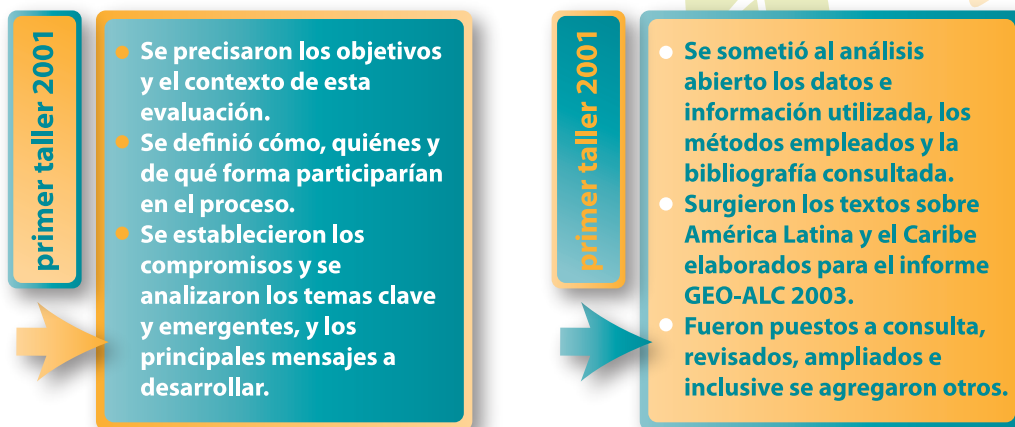 primer taller 2001
Se precisaron los objetivos
y el contexto de esta
evaluación.
Se definió cómo, quiénes y
de qué forma participarían
en el proceso.
Se establecieron los
compromisos y se
analizaron los temas clave
y emergentes, y los
principales mensajes a
desarrollar.
primer taller 2001
Se sometió al análisis
abierto los datos e
información utilizada, los
métodos empleados y la
bibliografía consultada.
Surgieron los textos sobre
América Latina y el Caribe
elaborados para el informe
GEO-ALC 2003.
Fueron puestos a consulta,
revisados, ampliados e
inclusive se agregaron otros.